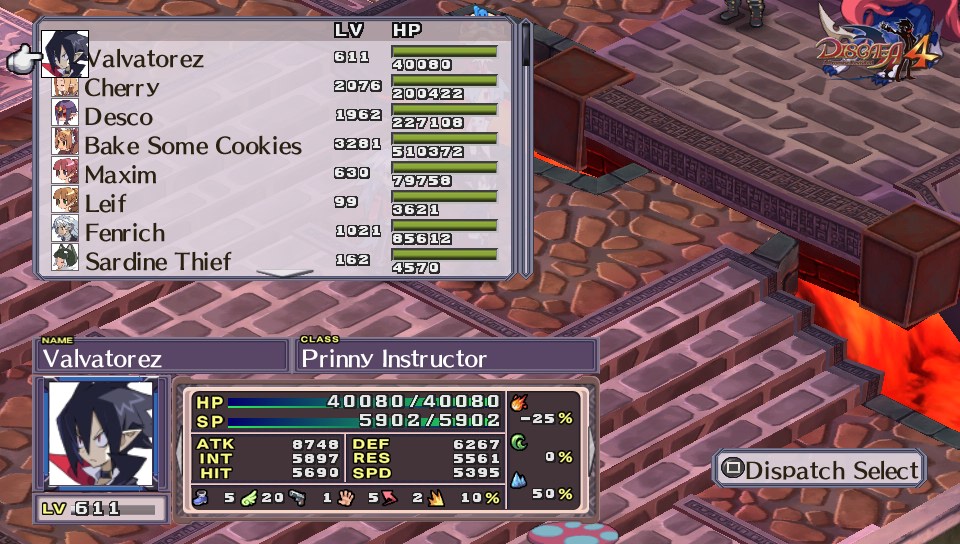 LV HP
Valvatorez 611 40080
Cherry 2076 200422
Desco 1962 227108
Bake Some Cookies 3281 510372
Maxim 630 79758
Leif 99 3621
Fenrich 1021 85612
Sardine Thief 162 4570
DISGAEA 4
NAME CLASS
Valvatorez Prinny Instructor
HP 40080/40080
SP 5902/5902
ATK 8748 DEF 6267
INT 5897 RES 5561
HIT 5690 SPD 5395
5 20 1 5 2 10%
-25%
0%
50%
LV 611
Dispatch Select